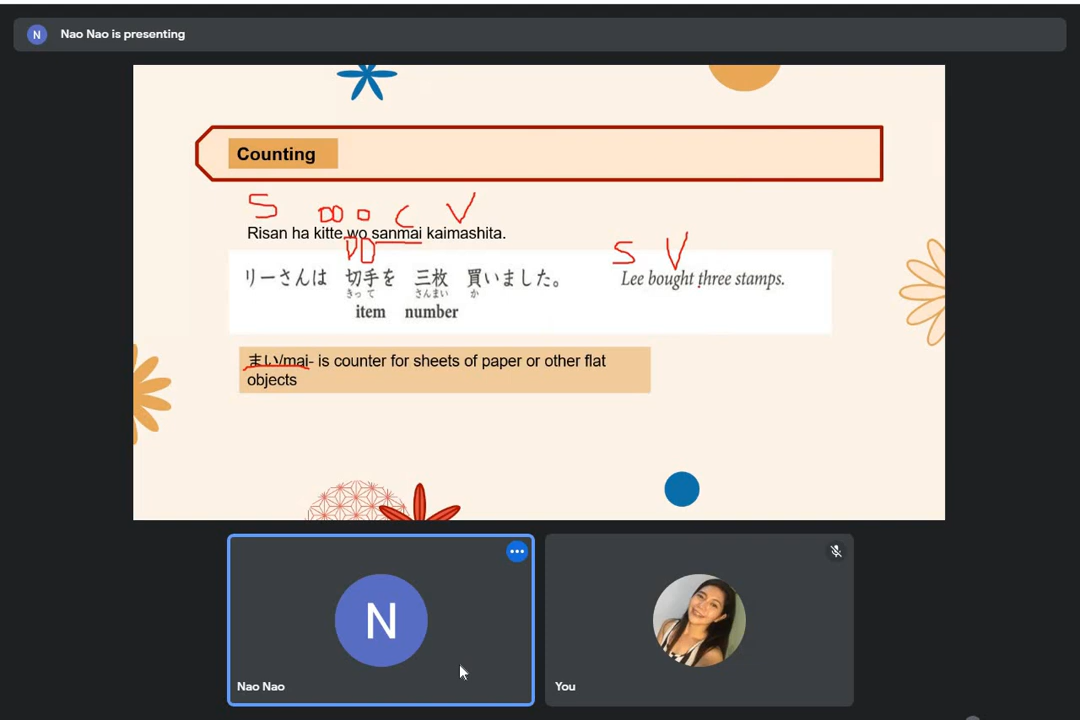 N Nao Nao is presenting
Counting
S DO O C V
Risan ha kitte wo sanmai kaimashita.
DO S V
リーさんは 切手を 三枚 買いました。 Lee bought three stamps.
きって さんまい か
item number
まい/mai- is counter for sheets of paper or other flat
objects
N
Nao Nao You